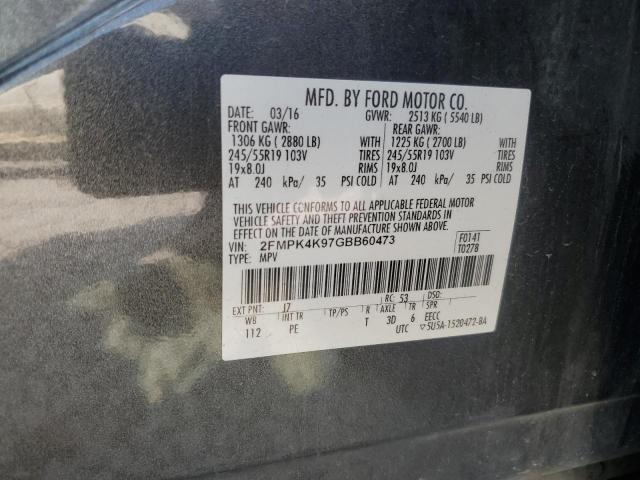 MFD. BY FORD MOTOR CO.
DATE: 03/16 GVWR: 2513 KG ( 5540 LB)
FRONT GAWR: REAR GAWR:
1306 KG ( 2880 LB) WITH 1225 KG ( 2700 LB) WITH
245/55R19 103V TIRES 245/55R19 103V TIRES
19x8.0J RIMS 19x8.0J RIMS
AT 240 kPa/ 35 PSI COLD AT 240 kPa/ 35 PSI COLD
THIS VEHICLE CONFORMS TO ALL APPLICABLE FEDERAL MOTOR
VEHICLE SAFETY AND THEFT PREVENTION STANDARDS IN
EFFECT ON THE DATE OF MANUFACTURE SHOWN ABOVE.
VIN: 2FMPK4K97GBB60473 F0141
TYPE: MPV T0278
EXT PNT: J7 RC: 53 DSO:
WB INT TR TP/PS R AXLE TR SPR
112 PE T 3D 6 EECC
UTC ▽5U5A-1520472-BA